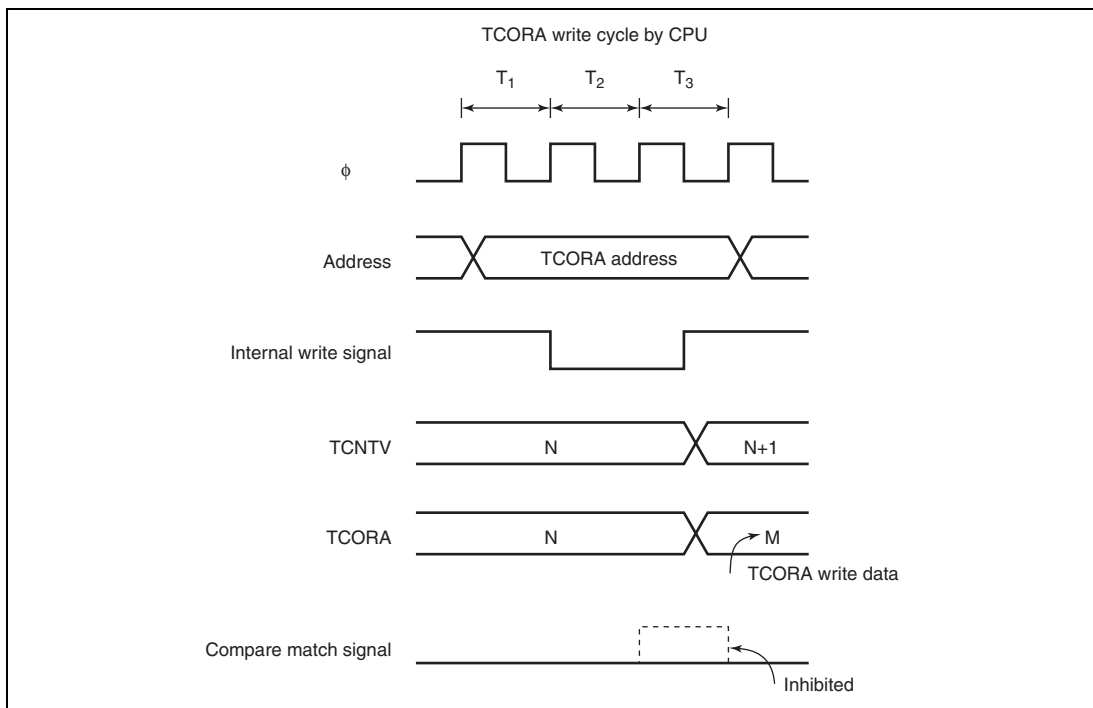 TCORA write cycle by CPU
T1 T2 T3
ϕ
Address TCORA address
Internal write signal
TCNTV N N+1
TCORA N M
TCORA write data
Compare match signal
Inhibited